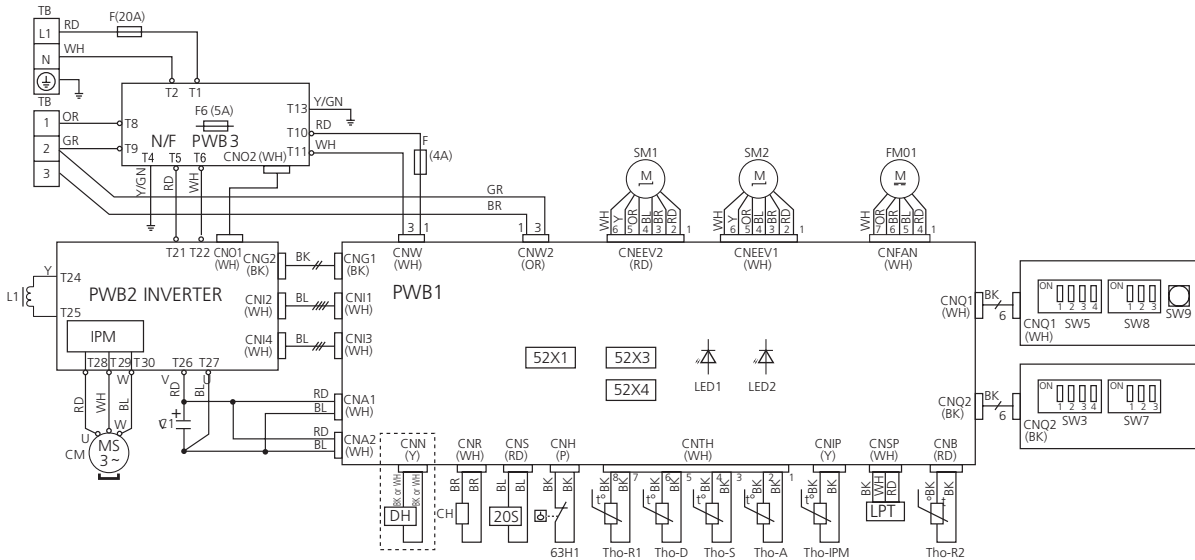 TB
L1
RD
F(20A)
N
WH
T2
T1
TB
1
OR
T8
2
GR
T9
3
F6 (5A)
N/F PWB3
T13
Y/GN
T10
RD
T11
WH
F
(4A)
T4
T5
T6
CNO2 (WH)
Y/GN
RD
WH
GR
BR
3
1
1
3
SM1
M
WH
6
Y
5
OR
4
BL
3
BR
2
RD
1
SM2
M
WH
6
Y
5
OR
4
BL
3
BR
2
RD
1
FM01
M
WH
7
OR
6
BR
5
BL
4
RD
1
T21
T22
CNO1
(WH)
CNG2
(BK)
BK
CNG1
(BK)
CNW
(WH)
CNW2
(OR)
CNEEV2
(RD)
CNEEV1
(WH)
CNFAN
(WH)
L1
Y
T24
T25
PWB2 INVERTER
PWB1
CNI2
(WH)
BL
CNI1
(WH)
CNI4
(WH)
BL
CNI3
(WH)
IPM
T28
T29
T30
T26
T27
W
V
U
RD
WH
BL
RD
BL
U
W
CM
MS
3~
+
RD
BL
CNA1
(WH)
RD
BL
CNA2
(WH)
52X1
52X3
52X4
LED1
LED2
CNQ1
(WH)
BK
6
CNQ1
(WH)
ON
1 2 3 4
SW5
ON
1 2 3
SW8
SW9
CNQ2
(BK)
BK
6
CNQ2
(BK)
ON
1 2 3 4
SW3
ON
1 2 3
SW7
CNN
(Y)
CNR
(WH)
CNS
(RD)
CNH
(P)
CNTH
(WH)
CNIP
(Y)
CNSP
(WH)
CNB
(RD)
BK or WH
BK or WH
DH
BR
BR
CH
BL
BL
20S
BK
BK
63H1
8
BK
BK
7
t°
Tho-R1
6
BK
BK
5
t°
Tho-D
4
BK
BK
3
t°
Tho-S
2
BK
BK
1
t°
Tho-A
BK
BK
t°
Tho-IPM
BK
WH
RD
LPT
BK
BK
t°
Tho-R2